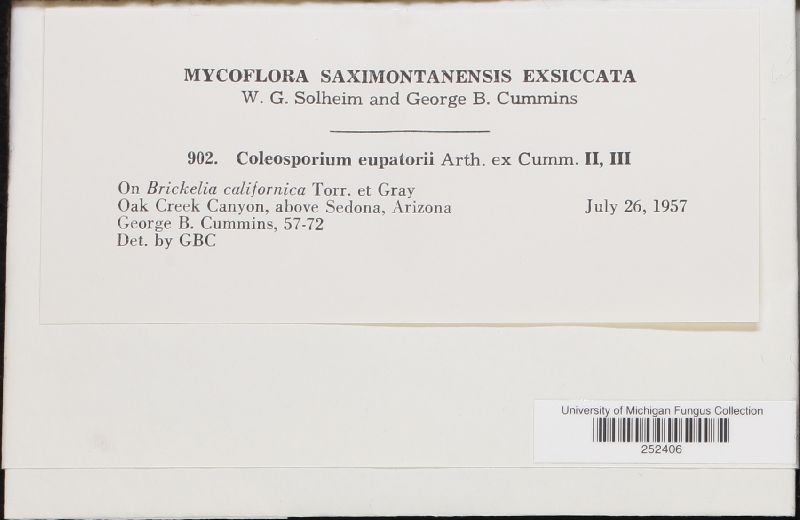 MYCOFLORA SAXIMONTANENSIS EXSICCATA
W. G. Solheim and George B. Cummins
902. Coleosporium eupatorii Arth. ex Cumm. II, III
On Brickelia californica Torr. et Gray
Oak Creek Canyon, above Sedona, Arizona July 26, 1957
George B. Cummins, 57-72
Det. by GBC
University of Michigan Fungus Collection
252406